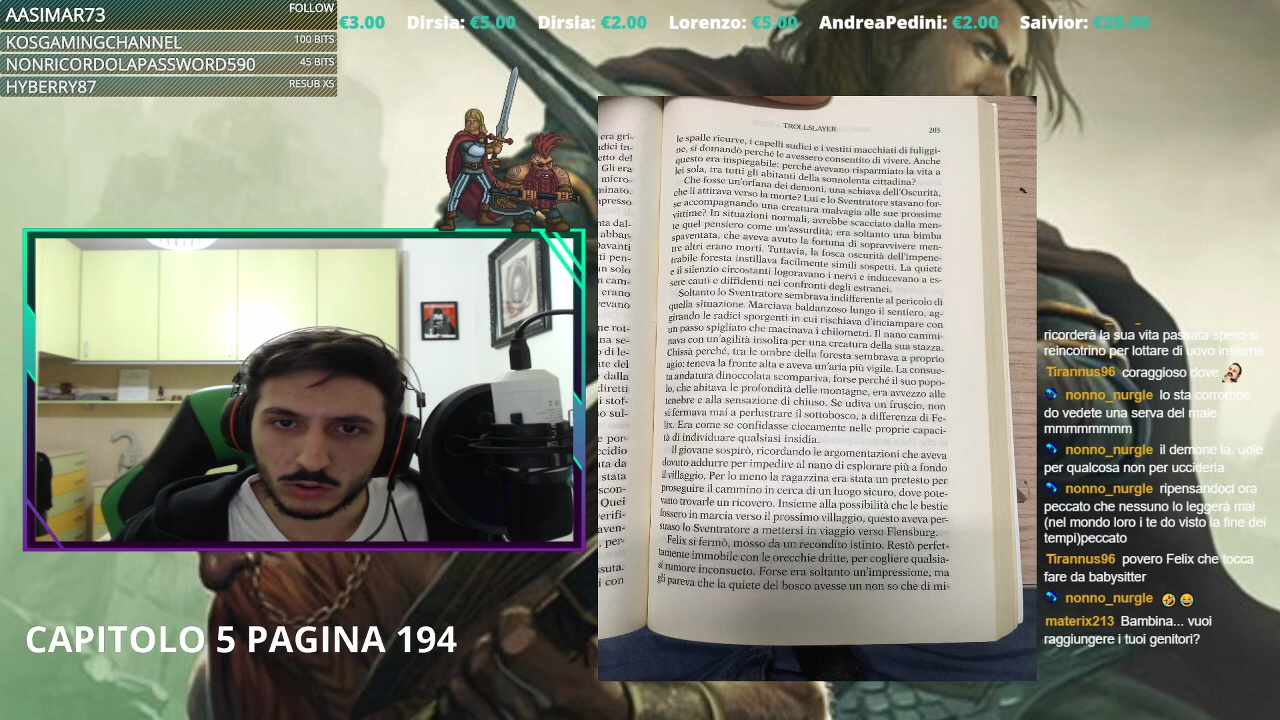 AASIMAR73 FOLLOW
KOSGAMINGCHANNEL 100 BITS
NONRICORDOLAPASSWORD590 45 BITS
HYBERRY87 RESUB X5
€3.00 Dirsia: €5.00 Dirsia: €2.00 Lorenzo: €5.00 AndreaPedini: €2.00 Saivior: €20.00
TROLLSLAYER 203
le spalle ricurve, i capelli sudici e i vestiti macchiati di fuliggi-
ne, si domandò perché le avessero consentito di vivere. Anche
questo era inspiegabile: perché avevano risparmiato la vita a
lei sola, tra tutti gli abitanti della sonnolenta cittadina?
Che fosse un'orfana dei demoni, una schiava dell'Oscurità,
che li attirava verso la morte? Lui e lo Sventratore stavano for-
se accompagnando una creatura malvagia alle sue prossime
vittime? In situazioni normali, avrebbe scacciato dalla men-
te quel pensiero come un'assurdità; era soltanto una bimba
spaventata, che aveva avuto la fortuna di sopravvivere men-
tre altri erano morti. Tuttavia, la fosca oscurità dell'impene-
trabile foresta instillava facilmente simili sospetti. La quiete
e il silenzio circostanti logoravano i nervi e inducevano a es-
sere cauti e diffidenti nei confronti degli estranei.
Soltanto lo Sventratore sembrava indifferente al pericolo di
quella situazione. Marciava baldanzoso lungo il sentiero, ag-
girando le radici sporgenti in cui rischiava d'inciampare con
un passo spigliato che macinava i chilometri. Il nano cammi-
nava con un'agilità insolita per una creatura della sua stazza.
Chissà perché, tra le ombre della foresta sembrava a proprio
agio: teneva la fronte alta e aveva un'aria più vigile. La consue-
ta andatura dinoccolata scompariva, forse perché il suo popo-
lo, che abitava le profondità delle montagne, era avvezzo alle
tenebre e alla sensazione di chiuso. Se udiva un fruscio, non
si fermava mai a perlustrare il sottobosco, a differenza di Fe-
lix. Era come se confidasse ciecamente nelle proprie capaci-
tà di individuare qualsiasi insidia.
Il giovane sospirò, ricordando le argomentazioni che aveva
dovuto addurre per impedire al nano di esplorare più a fondo
il villaggio. Per lo meno la ragazzina era stata un pretesto per
proseguire il cammino in cerca di un luogo sicuro, dove pote-
vano trovarle un ricovero. Insieme alla possibilità che le bestie
fossero in marcia verso il prossimo villaggio, questo aveva per-
suaso lo Sventratore a mettersi in viaggio verso Flensburg.
Felix si fermò, mosso da un recondito istinto. Restò perfet-
tamente immobile con le orecchie dritte, per cogliere qualsia-
si rumore inconsueto. Forse era soltanto un'impressione, ma
gli pareva che la quiete del bosco avesse un non so che di mi-
ricorderà la sua vita passata spero si
reincotrino per lottare di uovo insieme
Tirannus96 coraggioso dove
nonno_nurgle lo sta corrompe
do vedete una serva del male
mmmmmmmm
nonno_nurgle il demone la. uole
per qualcosa non per ucciderla
nonno_nurgle ripensandoci ora
peccato che nessuno lo leggerà mai
(nel mondo loro i te do visto la fine dei
tempi)peccato
Tirannus96 povero Felix che tocca
fare da babysitter
nonno_nurgle
materix213 Bambina... vuoi
raggiungere i tuoi genitori?
CAPITOLO 5 PAGINA 194